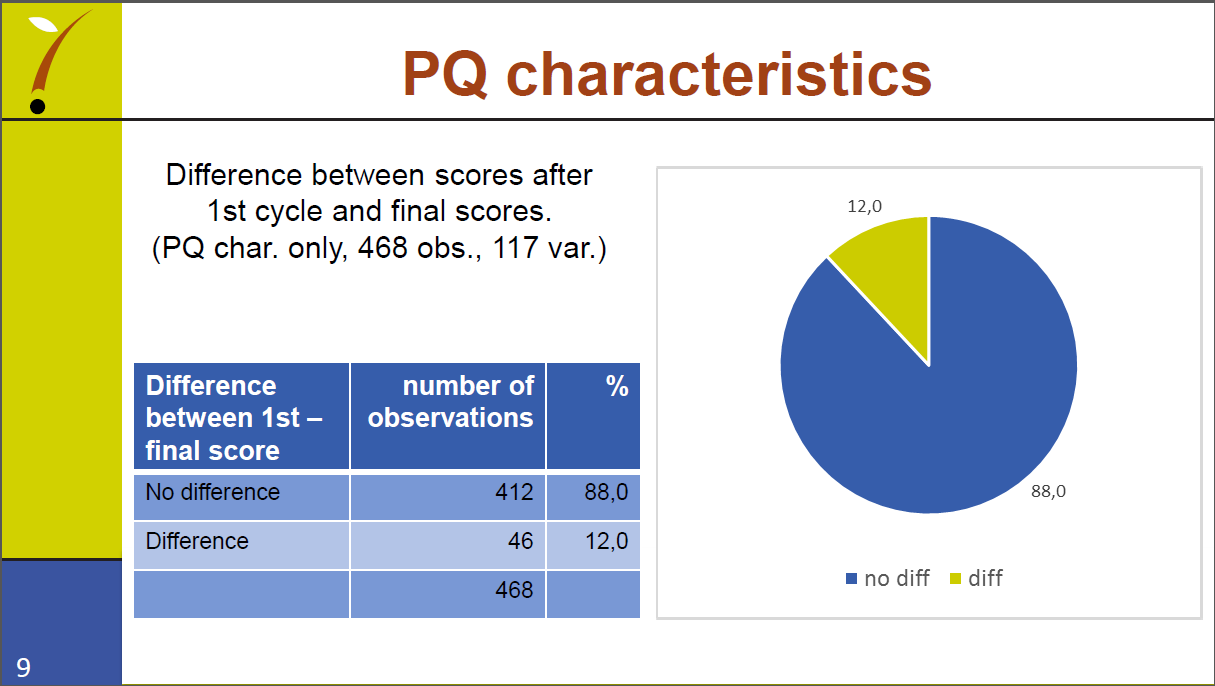 PQ characteristics
Difference between scores after
1st cycle and final scores.
(PQ char. only, 468 obs., 117 var.)
Difference
between 1st –
final score
number of
observations
%
No difference 412 88,0
Difference 46 12,0
468
12,0
88,0
no diff diff
9